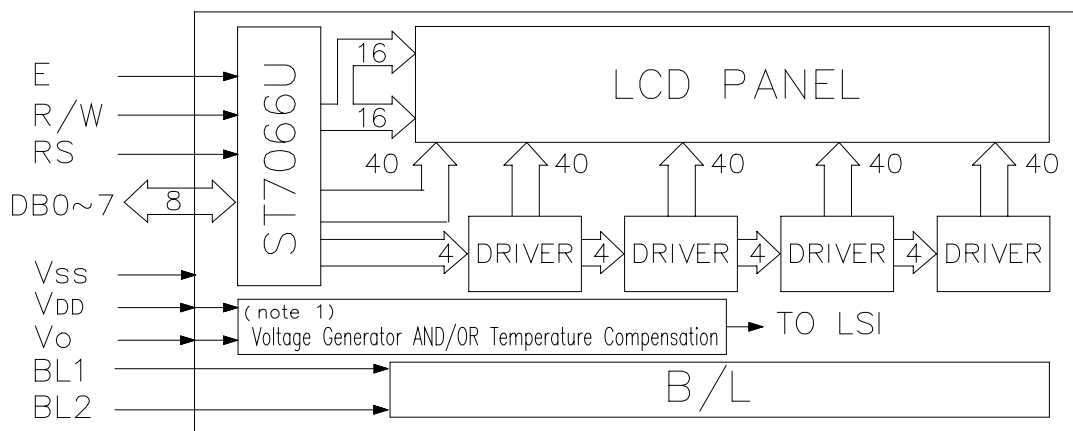 E
R/W
RS
DB0~7
8
ST7066U
16
16
LCD PANEL
40
40
40
40
40
4
DRIVER
4
DRIVER
4
DRIVER
4
DRIVER
Vss
VDD
Vo
(note 1)
Voltage Generator AND/OR Temperature Compensation
TO LSI
BL1
BL2
B/L